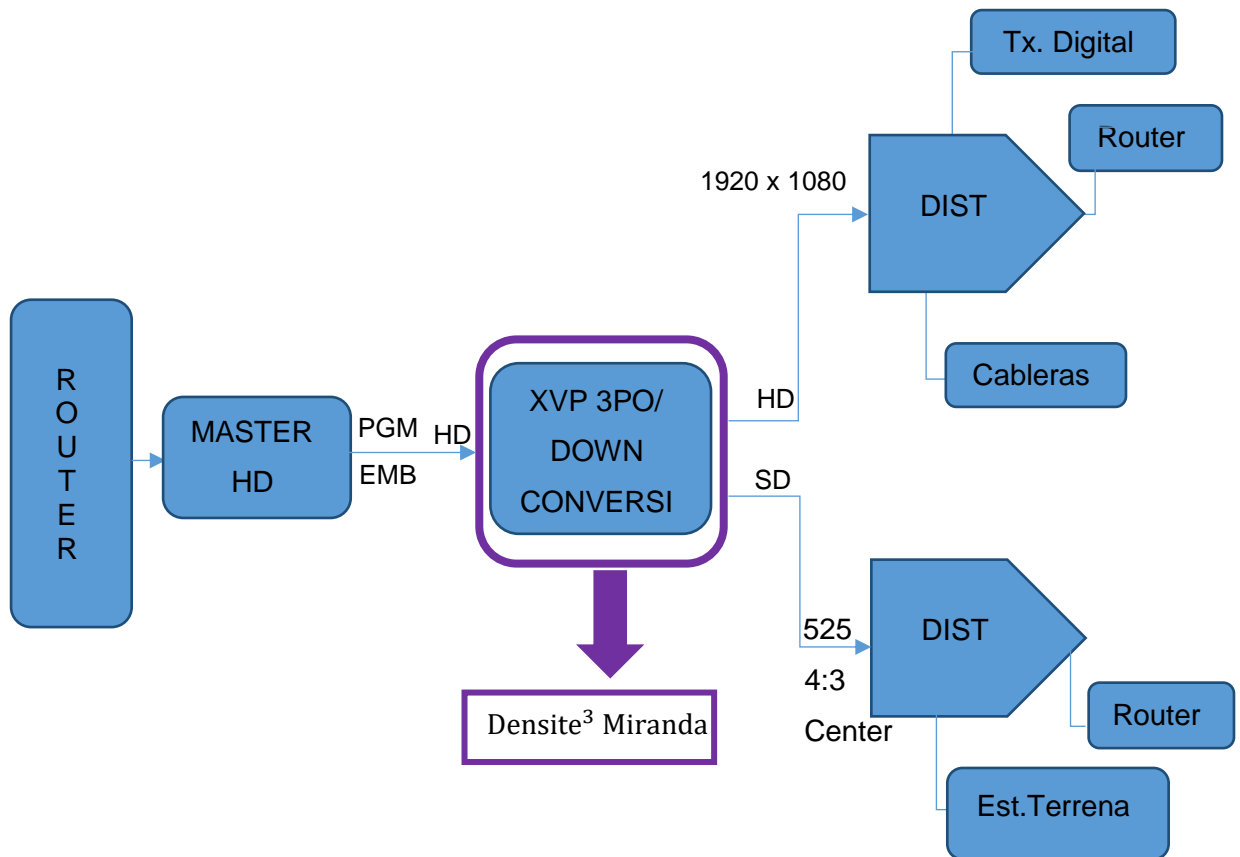 Tx. Digital
Router
1920 x 1080
DIST
Cableras
ROUTER
MASTER
HD
PGM
EMB
HD
XVP 3PO/
DOWN
CONVERSI
HD
SD
525
4:3
Center
DIST
Router
Est.Terrena
Densite³ Miranda